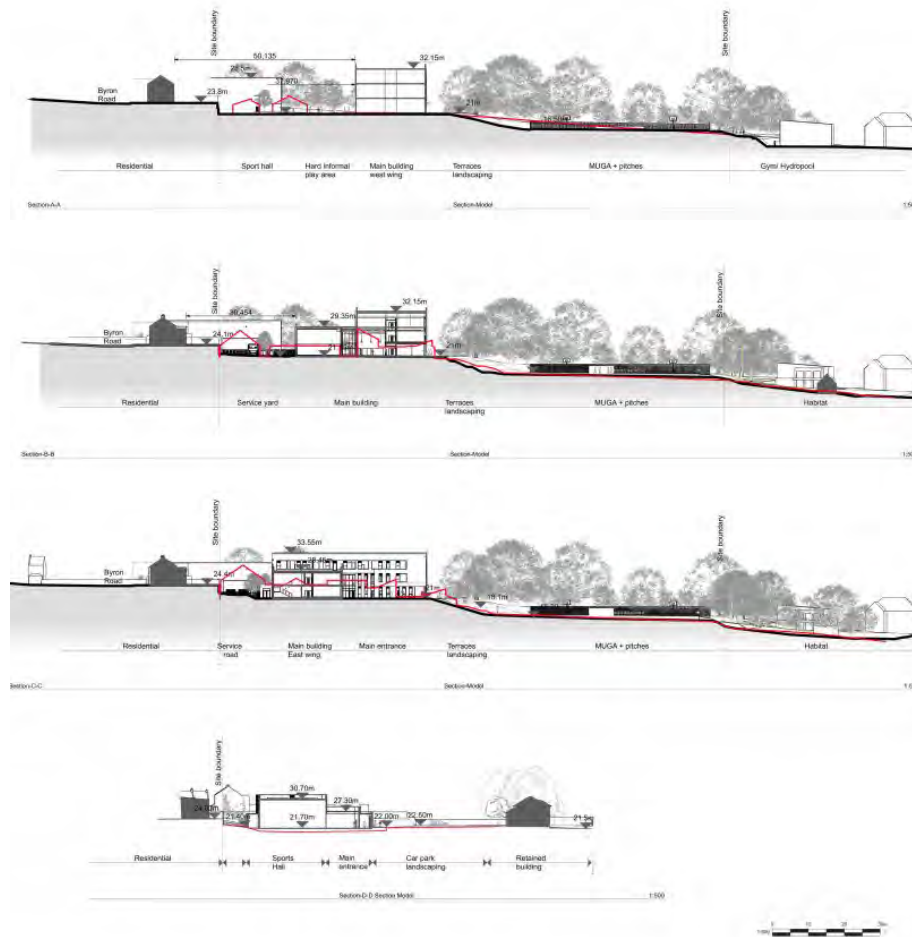 Site boundary
Site boundary
50,135
32.15m
Byron
Road
23.8m
21m
Residential
Sport hall
Hard informal
play area
Main building
west wing
Terraces
landscaping
MUGA + pitches
Gym/ Hydropool
Section-A-A
Section-Model
Site boundary
Site boundary
32.15m
29.35m
Byron
Road
24.1m
21m
Residential
Service yard
Main building
Terraces
landscaping
MUGA + pitches
Habitat
Section-B-B
Section-Model
Site boundary
Site boundary
33.55m
Byron
Road
24.4m
21m
Residential
Service
road
Main building
East wing
Main entrance
Terraces
landscaping
MUGA + pitches
Habitat
Section-Model
Site boundary
27.30m
21.40m
21.70m
22.00m
22.50m
Residential
Sports
Hall
Main
entrance
Car park
landscaping
Retained
building
Section-D-D Section Model
1:500